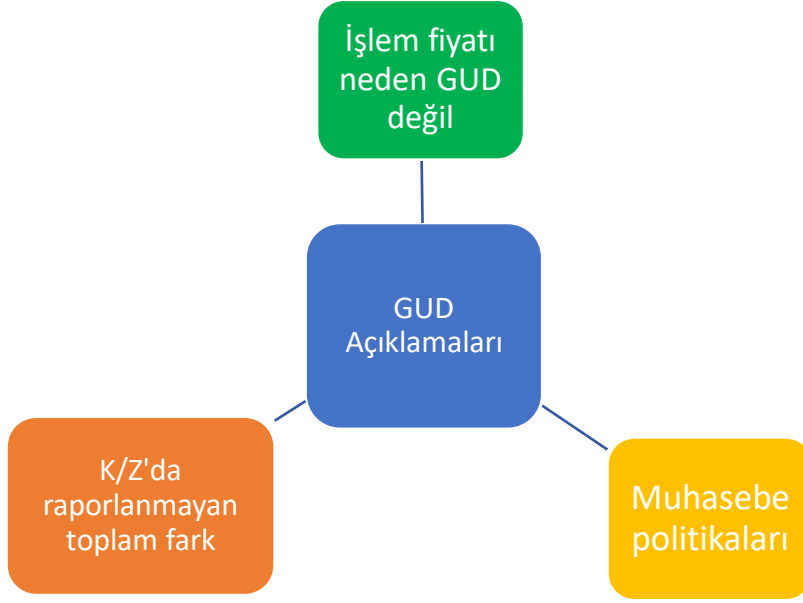 İşlem fiyatı
neden GUD
değil
GUD
Açıklamaları
K/Z'da
raporlanmayan
toplam fark
Muhasebe
politikaları